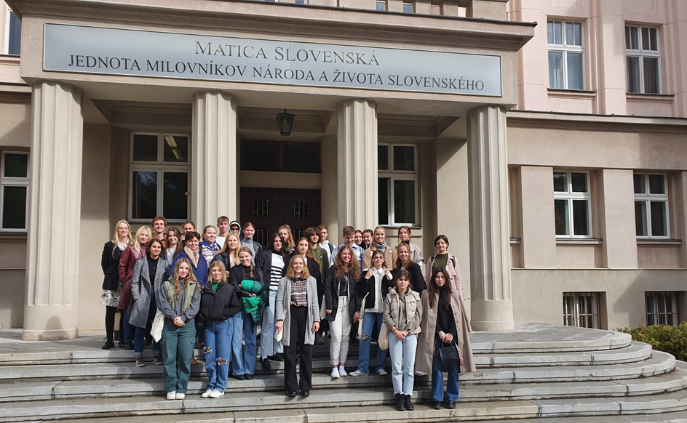 MATICA SLOVENSKÁ
JEDNOTA MILOVNÍKOV NÁRODA A ŽIVOTA SLOVENSKÉHO